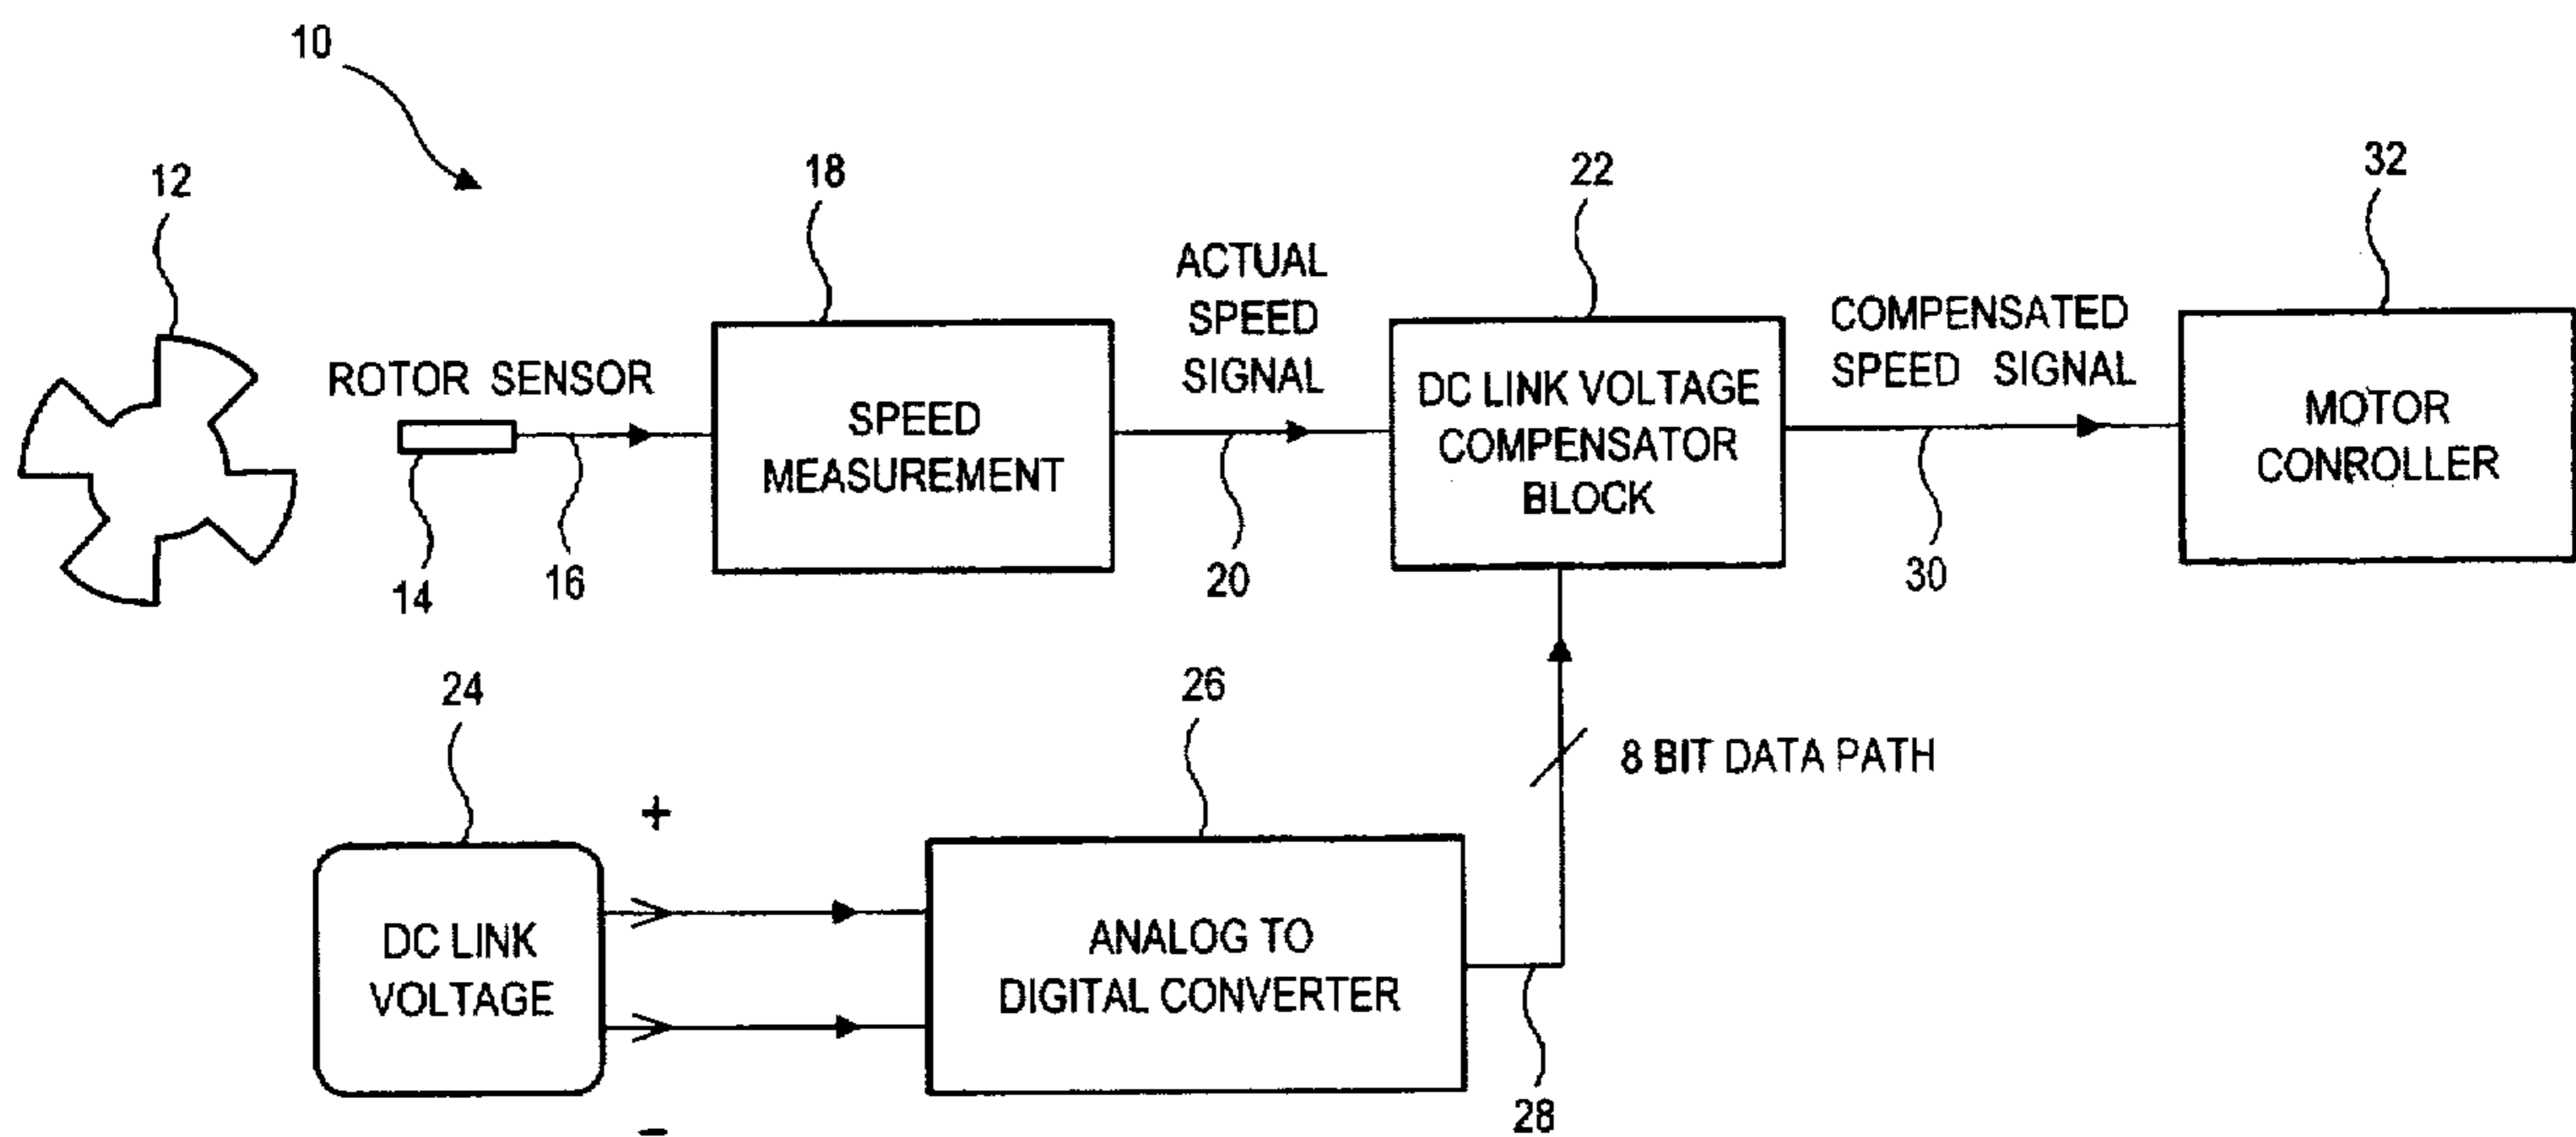 10
12
18
22
32
ACTUAL
SPEED
SIGNAL
COMPENSATED
SPEED SIGNAL
ROTOR SENSOR
SPEED
MEASUREMENT
DC LINK VOLTAGE
COMPENSATOR
BLOCK
MOTOR
CONROLLER
14
16
20
30
24
26
8 BIT DATA PATH
+
DC LINK
VOLTAGE
ANALOG TO
DIGITAL CONVERTER
28
-